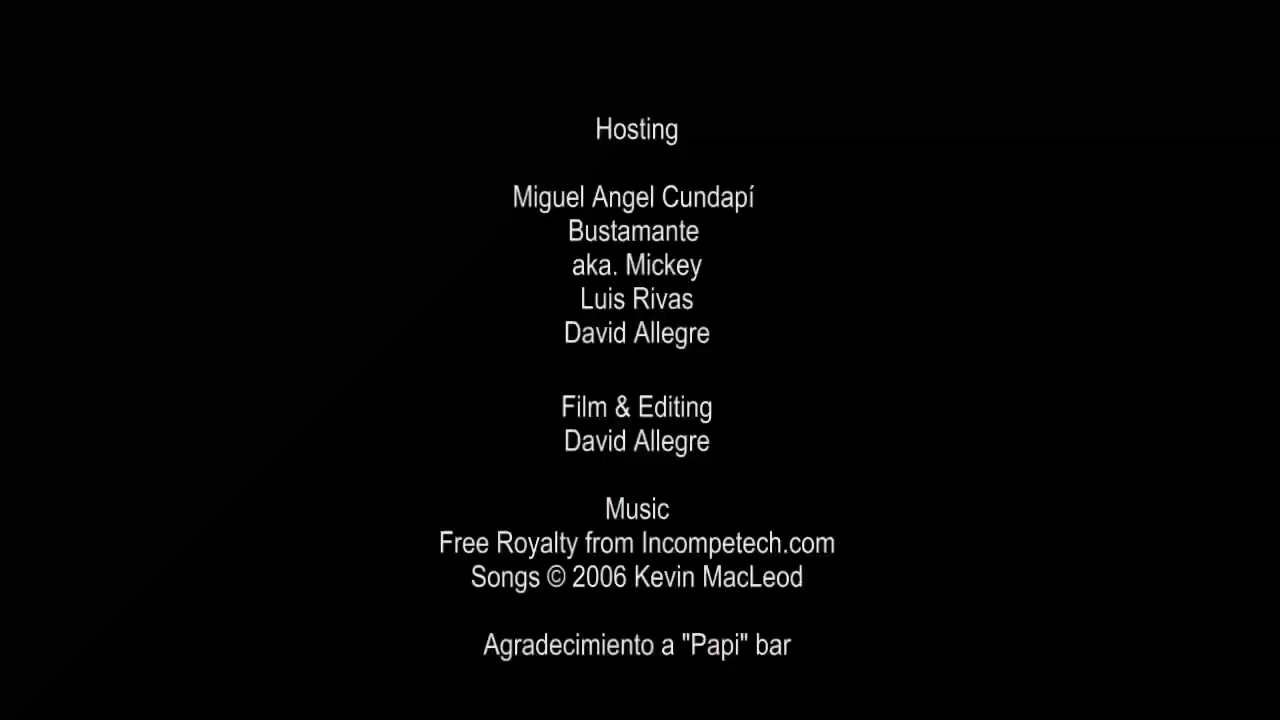 Hosting
Miguel Angel Cundapí
Bustamante
aka. Mickey
Luis Rivas
David Allegre
Film & Editing
David Allegre
Music
Free Royalty from Incompetech.com
Songs © 2006 Kevin MacLeod
Agradecimiento a "Papi" bar